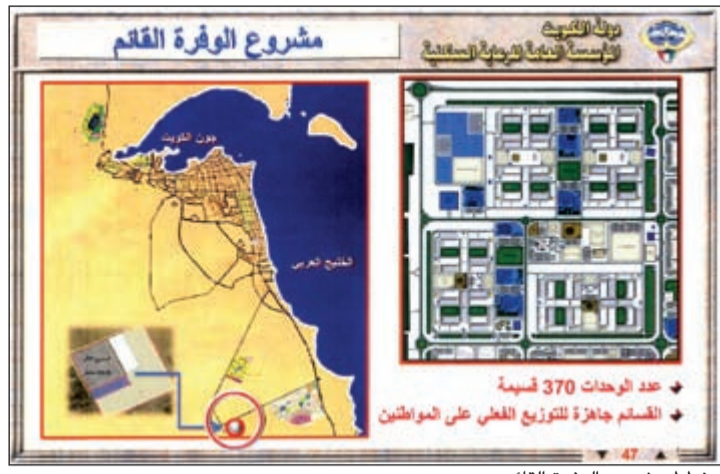 دولة الكويت
المؤسسة العامة للرعاية السكنية
مشروع الوفرة القائم
جون الكويت
الخليج العربي
عدد الوحدات 370 قسيمة
القسائم جاهزة للتوزيع الفعلي على المواطنين
47